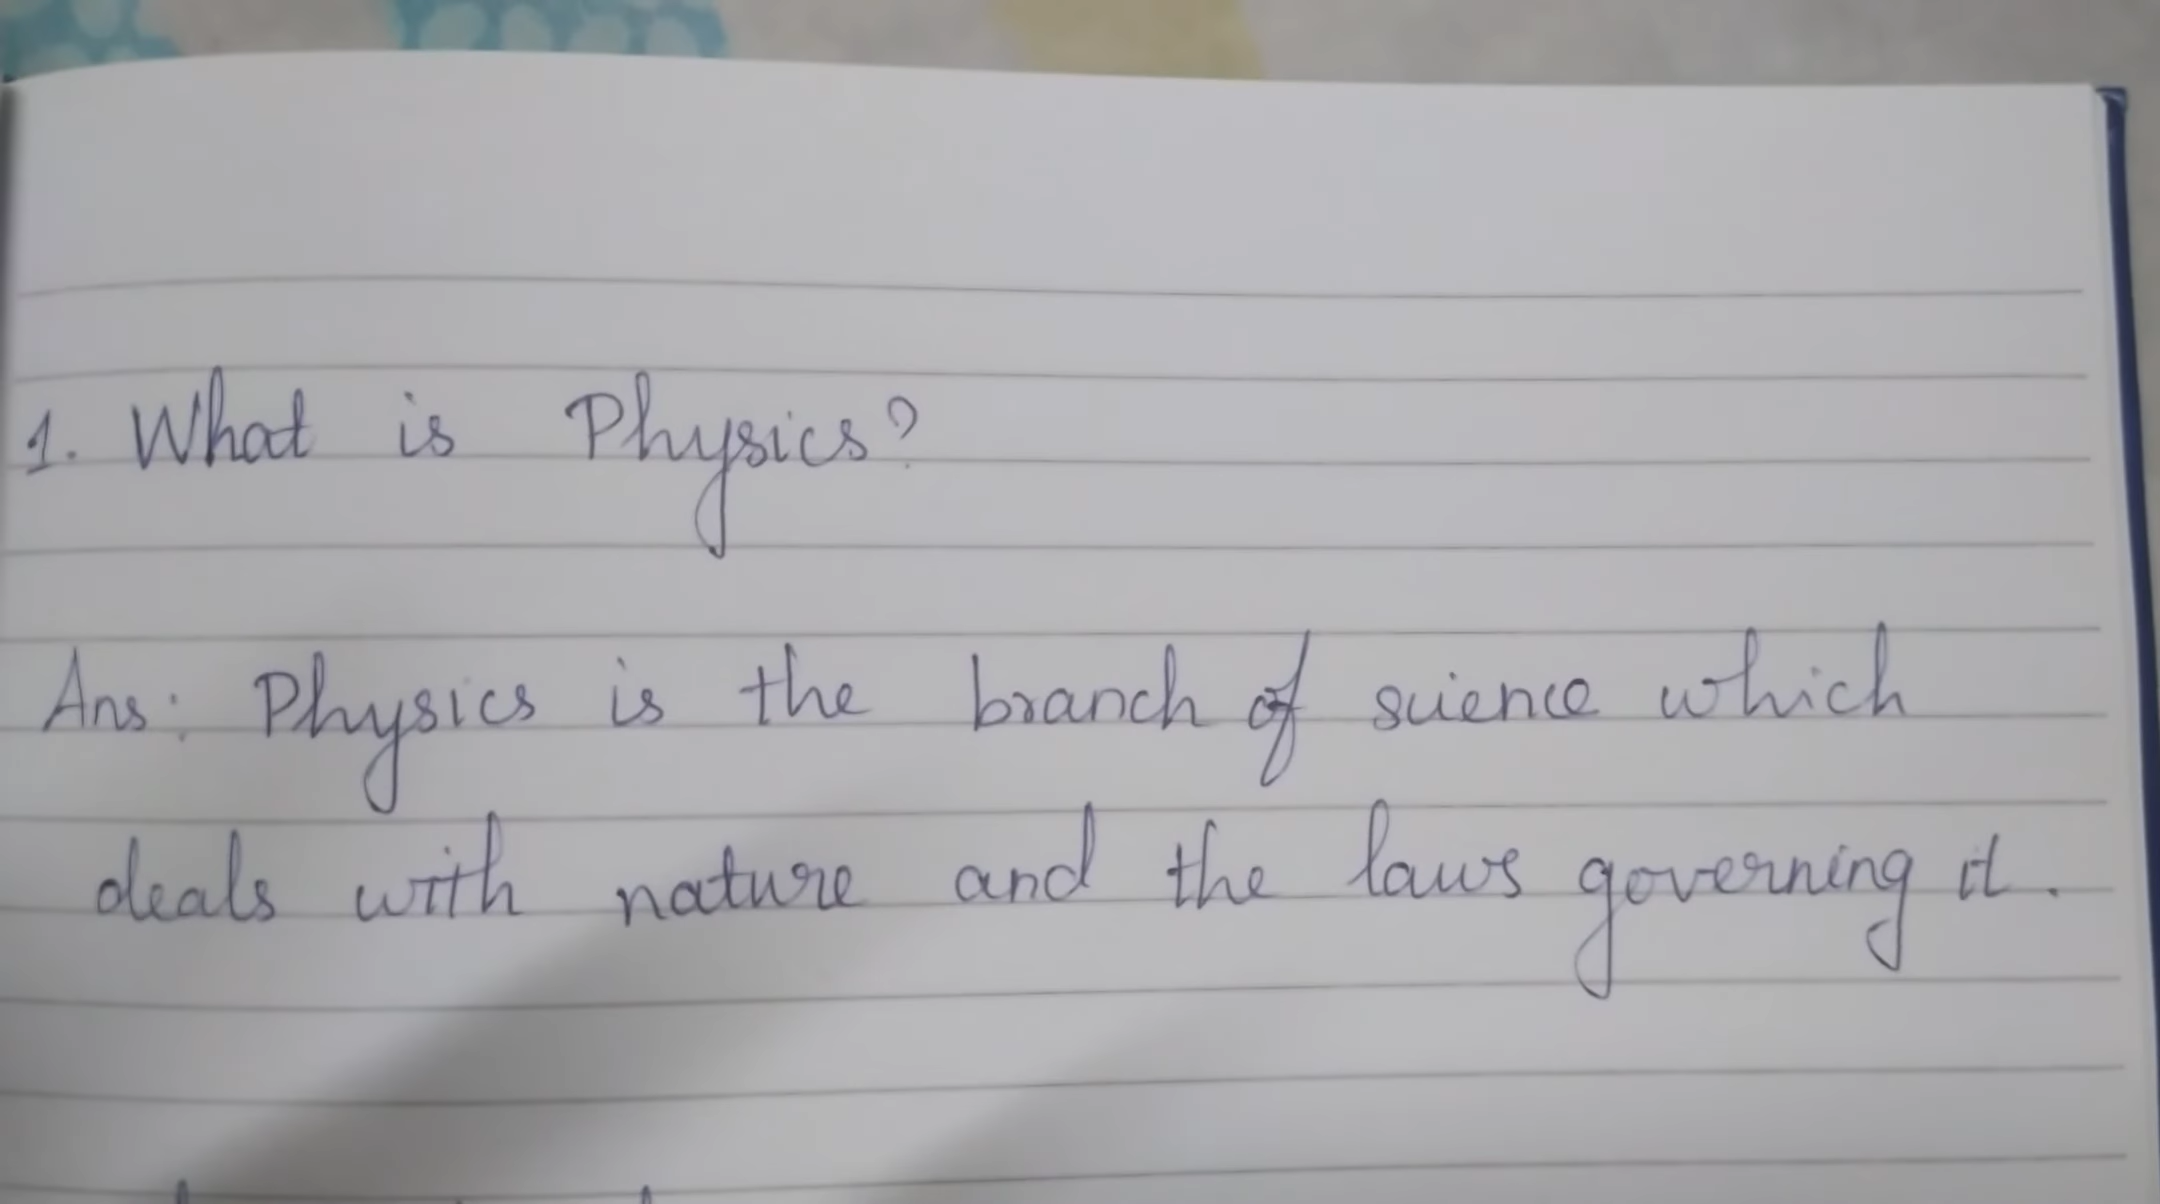 1. What is Physics?
Ans: Physics is the branch of science which
deals with nature and the laws governing it.